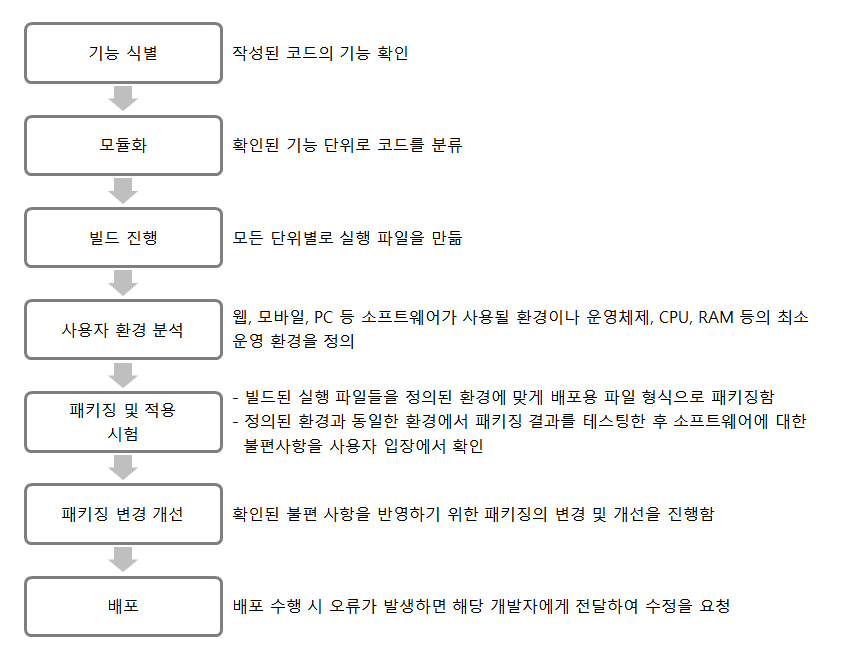 기능 식별
작성된 코드의 기능 확인
모듈화
확인된 기능 단위로 코드를 분류
빌드 진행
모든 단위별로 실행 파일을 만듦
사용자 환경 분석
웹, 모바일, PC 등 소프트웨어가 사용될 환경이나 운영체제, CPU, RAM 등의 최소
운영 환경을 정의
패키징 및 적용
시험
- 빌드된 실행 파일들을 정의된 환경에 맞게 배포용 파일 형식으로 패키징함
- 정의된 환경과 동일한 환경에서 패키징 결과를 테스팅한 후 소프트웨어에 대한
불편사항을 사용자 입장에서 확인
패키징 변경 개선
확인된 불편 사항을 반영하기 위한 패키징의 변경 및 개선을 진행함
배포
배포 수행 시 오류가 발생하면 해당 개발자에게 전달하여 수정을 요청